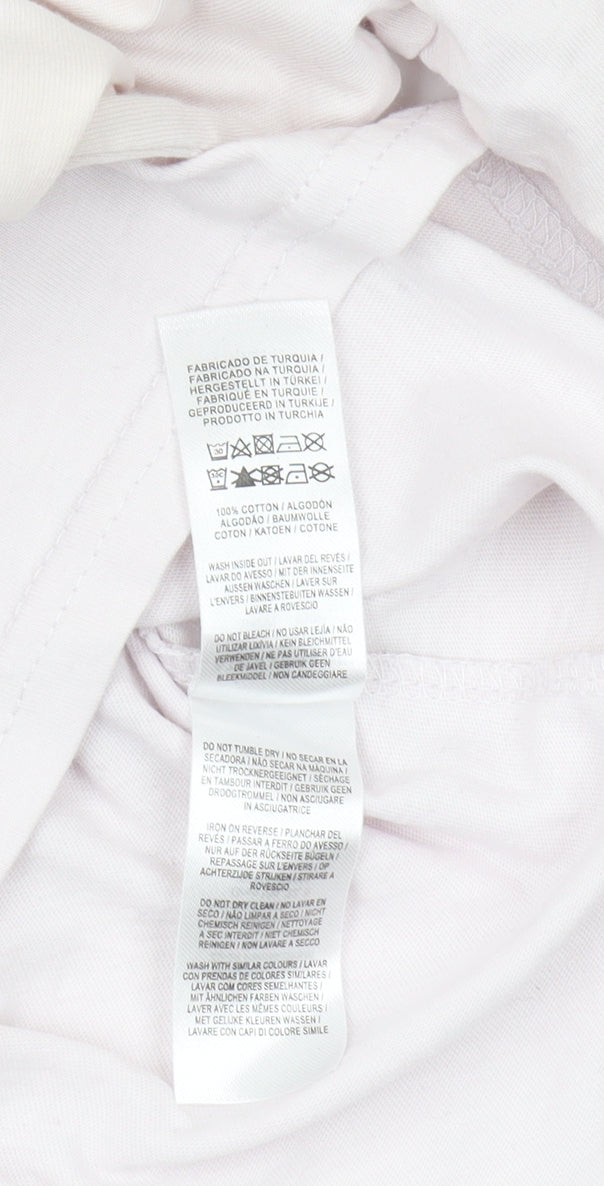 FABRICADO DE TURQUIA /
FABRICADO NA TURQUIA /
HERGESTELLT IN TÜRKEI /
FABRIQUÉ EN TURQUIE /
GEPRODUCEERD IN TURKIJE /
PRODOTTO IN TURCHIA
30
30C
100% COTTON / ALGODÓN
ALGODÃO / BAUMWOLLE
COTON / KATOEN / COTONE
WASH INSIDE OUT / LAVAR DEL REVÉS /
LAVAR DO AVESSO / MIT DER INNENSEITE
AUSSEN WASCHEN / LAVER SUR
L'ENVERS / BINNENSTEBUITEN WASSEN /
LAVARE A ROVESCIO
DO NOT BLEACH / NO USAR LEJÍA / NÃO
UTILIZAR LIXÍVIA / KEIN BLEICHMITTEL
VERWENDEN / NE PAS UTILISER D'EAU
DE JAVEL / GEBRUIK GEEN
BLEEKMIDDEL / NON CANDEGGIARE
DO NOT TUMBLE DRY / NO SECAR EN LA
SECADORA / NÃO SECAR NA MÁQUINA /
NICHT TROCKNERGEEIGNET / SÈCHAGE
EN TAMBOUR INTERDIT / GEBRUIK GEEN
DROOGTROMMEL / NON ASCIUGARE
IN ASCIUGATRICE
IRON ON REVERSE / PLANCHAR DEL
REVÉS / PASSAR A FERRO DO AVESSO /
NUR AUF DER RÜCKSEITE BÜGELN /
REPASSAGE SUR L'ENVERS / OP
ACHTERZIJDE STRIJKEN / STIRARE A
ROVESCIO
DO NOT DRY CLEAN / NO LAVAR EN
SECO / NÃO LIMPAR A SECO / NICHT
CHEMISCH REINIGEN / NETTOYAGE
A SEC INTERDIT / NIET CHEMISCH
REINIGEN / NON LAVARE A SECCO
WASH WITH SIMILAR COLOURS / LAVAR
CON PRENDAS DE COLORES SIMILARES /
LAVAR COM CORES SEMELHANTES /
MIT ÄHNLICHEN FARBEN WASCHEN /
LAVER AVEC LES MÊMES COULEURS /
MET GELIJKE KLEUREN WASSEN /
LAVARE CON CAPI DI COLORE SIMILE